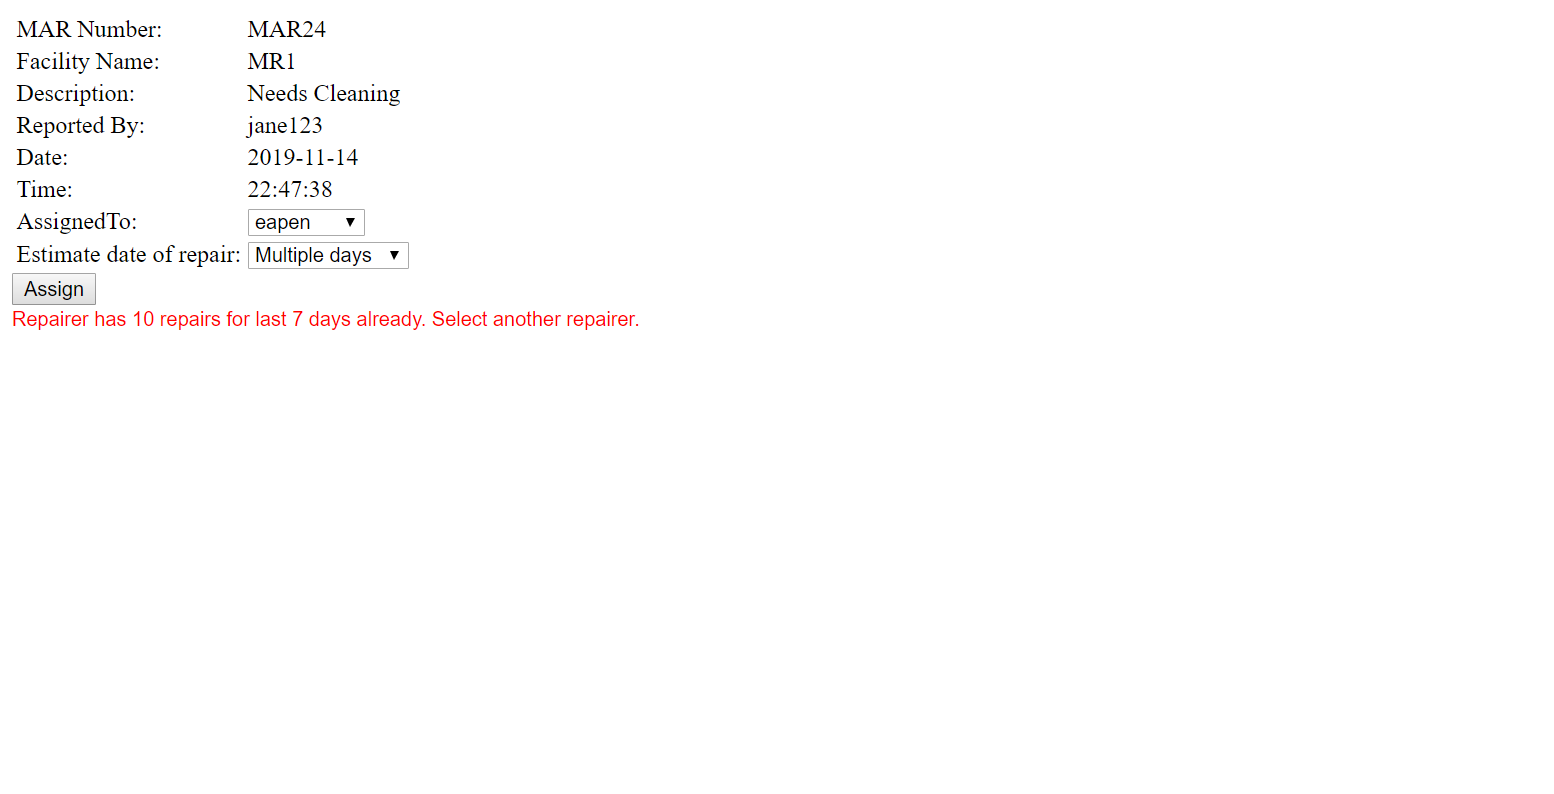 MAR Number: MAR24
Facility Name: MR1
Description: Needs Cleaning
Reported By: jane123
Date: 2019-11-14
Time: 22:47:38
AssignedTo: eapen
Estimate date of repair: Multiple days
Assign
Repairer has 10 repairs for last 7 days already. Select another repairer.